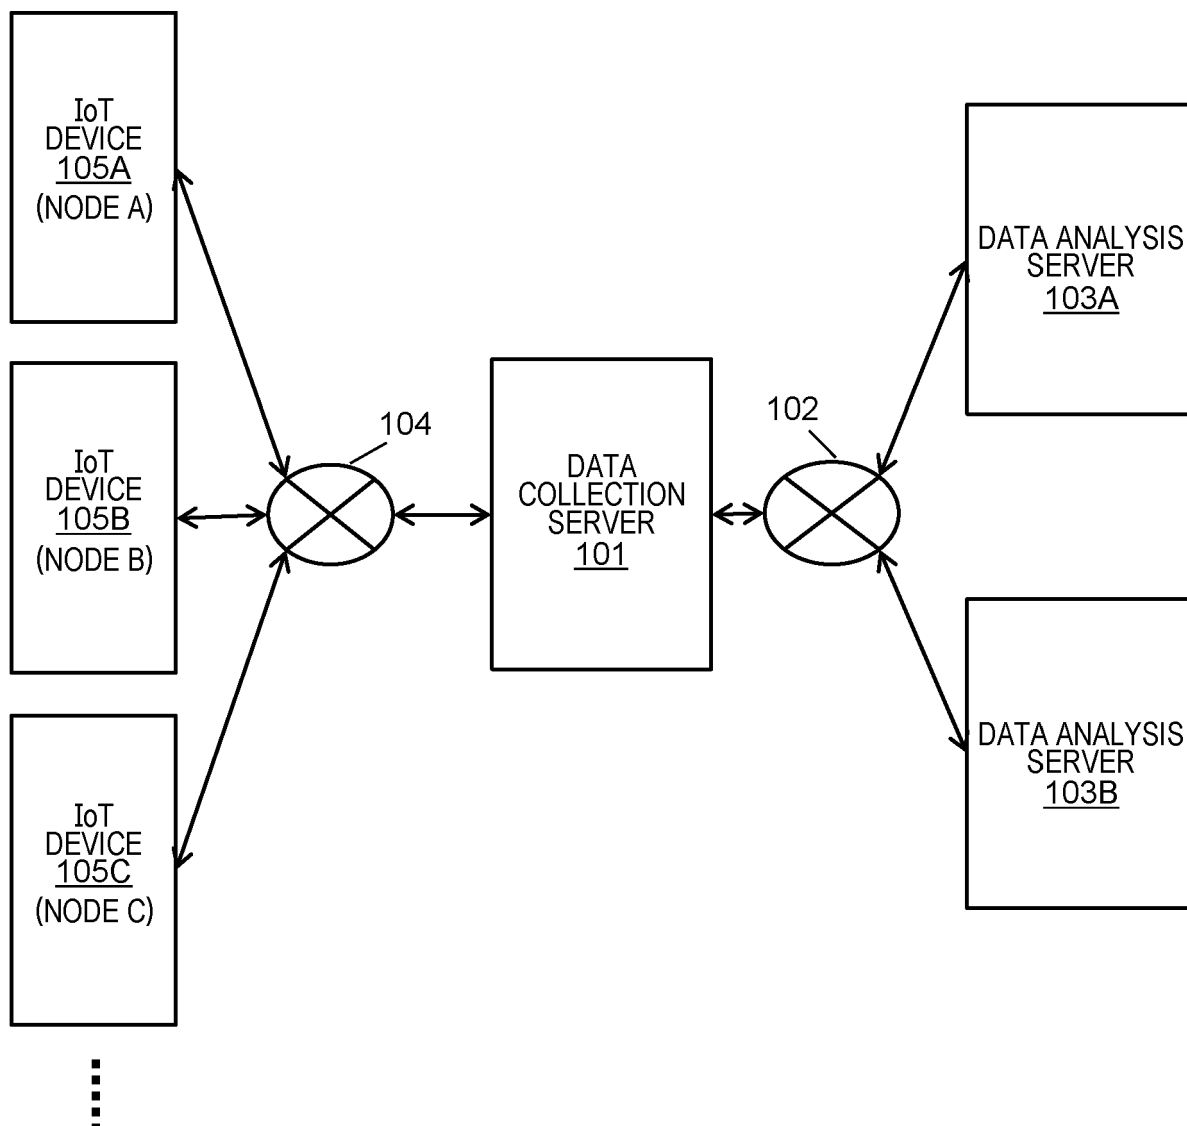 IoT
DEVICE
105A
(NODE A)
IoT
DEVICE
105B
(NODE B)
IoT
DEVICE
105C
(NODE C)
104
DATA
COLLECTION
SERVER
101
102
DATA ANALYSIS
SERVER
103A
DATA ANALYSIS
SERVER
103B